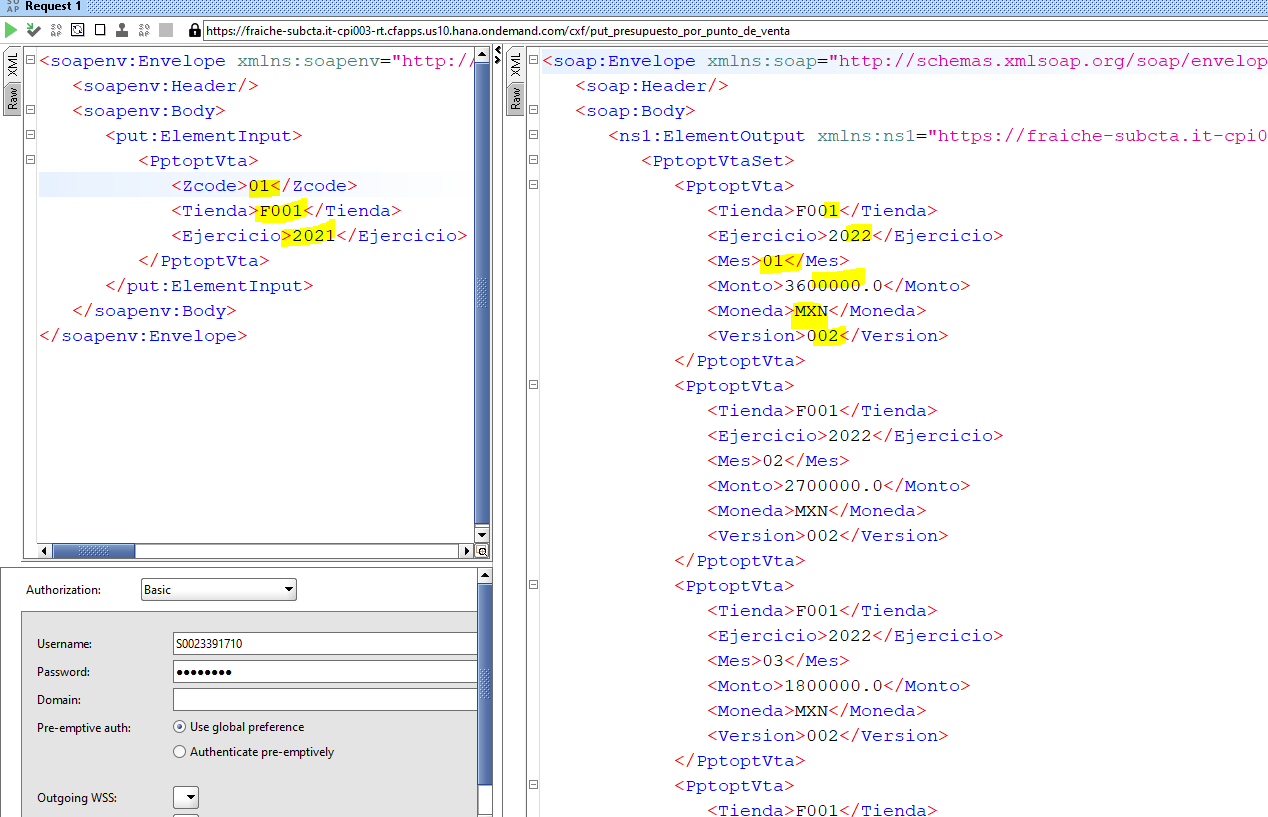 Request 1
https://fraiche-subcta.it-cpi003-rt.cfapps.us10.hana.ondemand.com/cxf/put_presupuesto_por_punto_de_venta
XML
Raw
<soapenv:Envelope xmlns:soapenv="http:/
<soapenv:Header/>
<soapenv:Body>
<put:ElementInput>
<PptoptVta>
<Zcode>01</Zcode>
<Tienda>F001</Tienda>
<Ejercicio>2021</Ejercicio>
</PptoptVta>
</put:ElementInput>
</soapenv:Body>
</soapenv:Envelope>
Authorization: Basic
Username: S0023391710
Password: ●●●●●●●●
Domain:
Pre-emptive auth: Use global preference
Authenticate pre-emptively
Outgoing WSS:
XML
Raw
<soap:Envelope xmlns:soap="http://schemas.xmlsoap.org/soap/envelop
<soap:Header/>
<soap:Body>
<ns1:ElementOutput xmlns:ns1="https://fraiche-subcta.it-cpi0
<PptoptVtaSet>
<PptoptVta>
<Tienda>F001</Tienda>
<Ejercicio>2022</Ejercicio>
<Mes>01</Mes>
<Monto>3600000.0</Monto>
<Moneda>MXN</Moneda>
<Version>002</Version>
</PptoptVta>
<PptoptVta>
<Tienda>F001</Tienda>
<Ejercicio>2022</Ejercicio>
<Mes>02</Mes>
<Monto>2700000.0</Monto>
<Moneda>MXN</Moneda>
<Version>002</Version>
</PptoptVta>
<PptoptVta>
<Tienda>F001</Tienda>
<Ejercicio>2022</Ejercicio>
<Mes>03</Mes>
<Monto>1800000.0</Monto>
<Moneda>MXN</Moneda>
<Version>002</Version>
</PptoptVta>
<PptoptVta>
<Tienda>F001</Tienda>